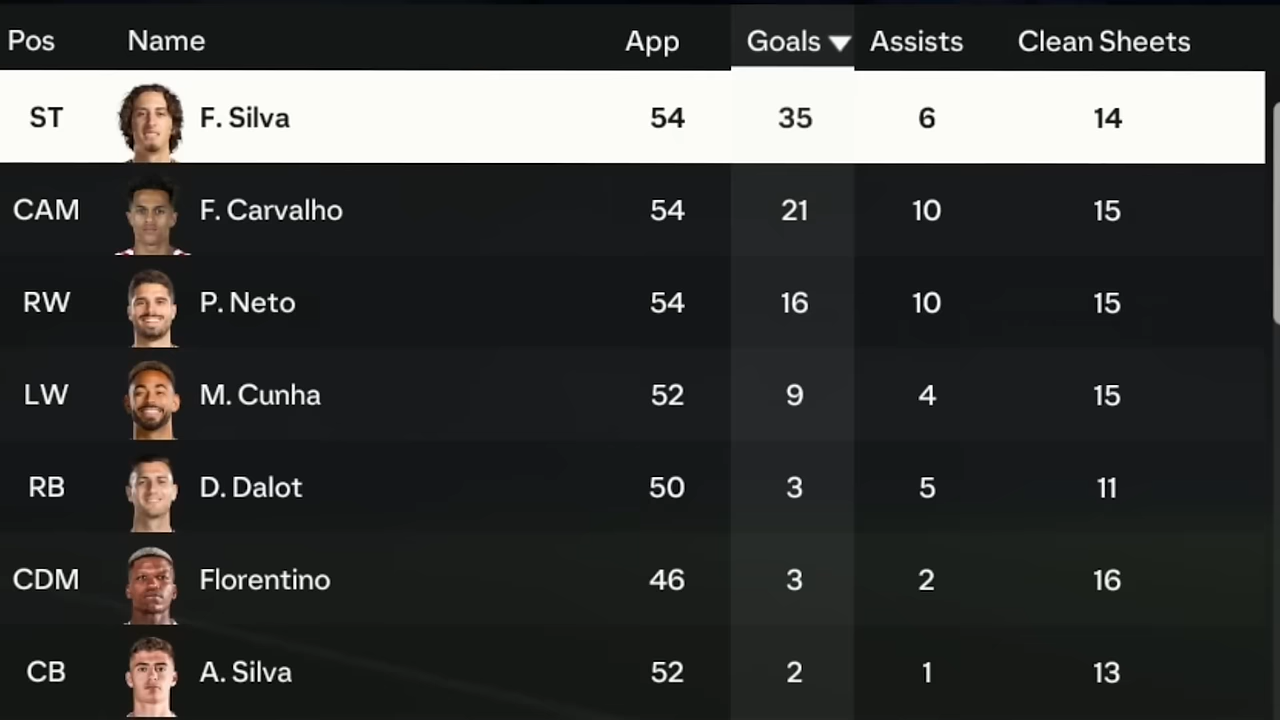 Pos Name App Goals Assists Clean Sheets
ST F. Silva 54 35 6 14
CAM F. Carvalho 54 21 10 15
RW P. Neto 54 16 10 15
LW M. Cunha 52 9 4 15
RB D. Dalot 50 3 5 11
CDM Florentino 46 3 2 16
CB A. Silva 52 2 1 13